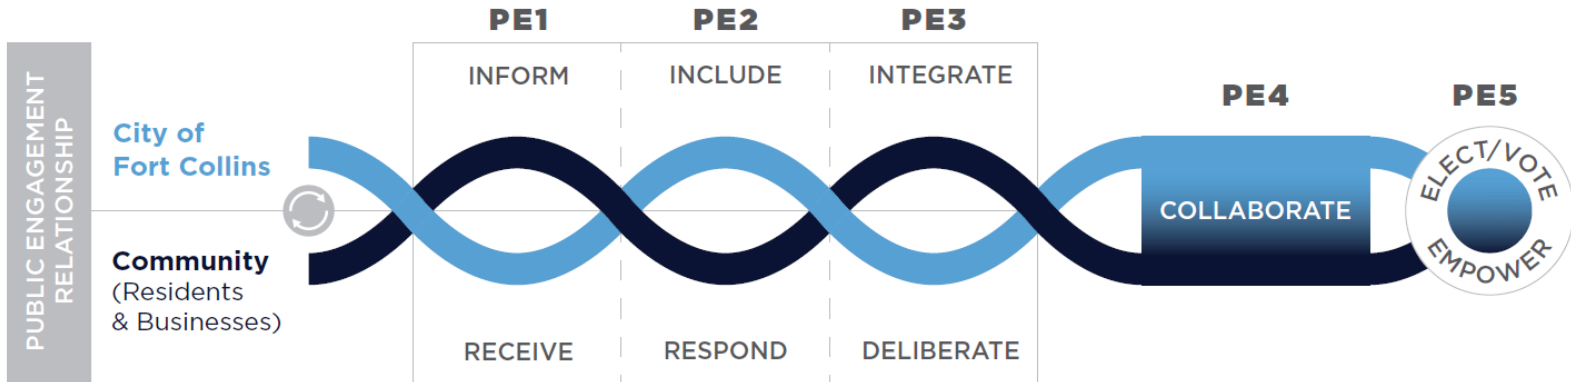 PUBLIC ENGAGEMENT
RELATIONSHIP
City of
Fort Collins
Community
(Residents
& Businesses)
PE1
PE2
PE3
INFORM
INCLUDE
INTEGRATE
RECEIVE
RESPOND
DELIBERATE
PE4
COLLABORATE
PE5
ELECT/VOTE
EMPOWER